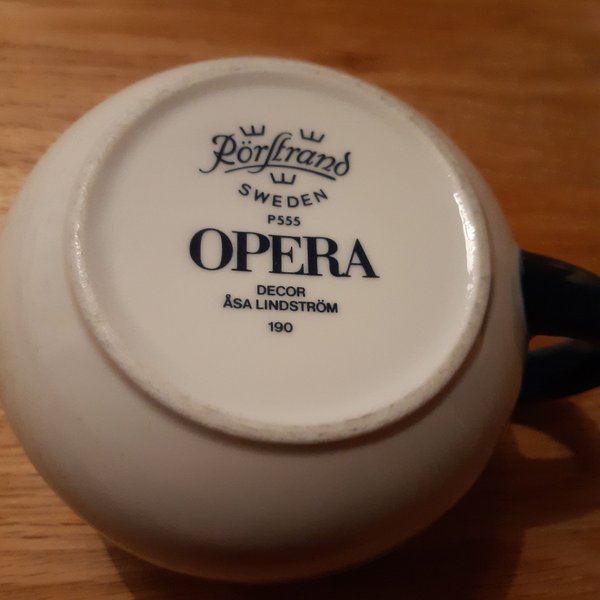 Rörstrand
SWEDEN
P555
OPERA
DECOR
ÅSA LINDSTRÖM
190